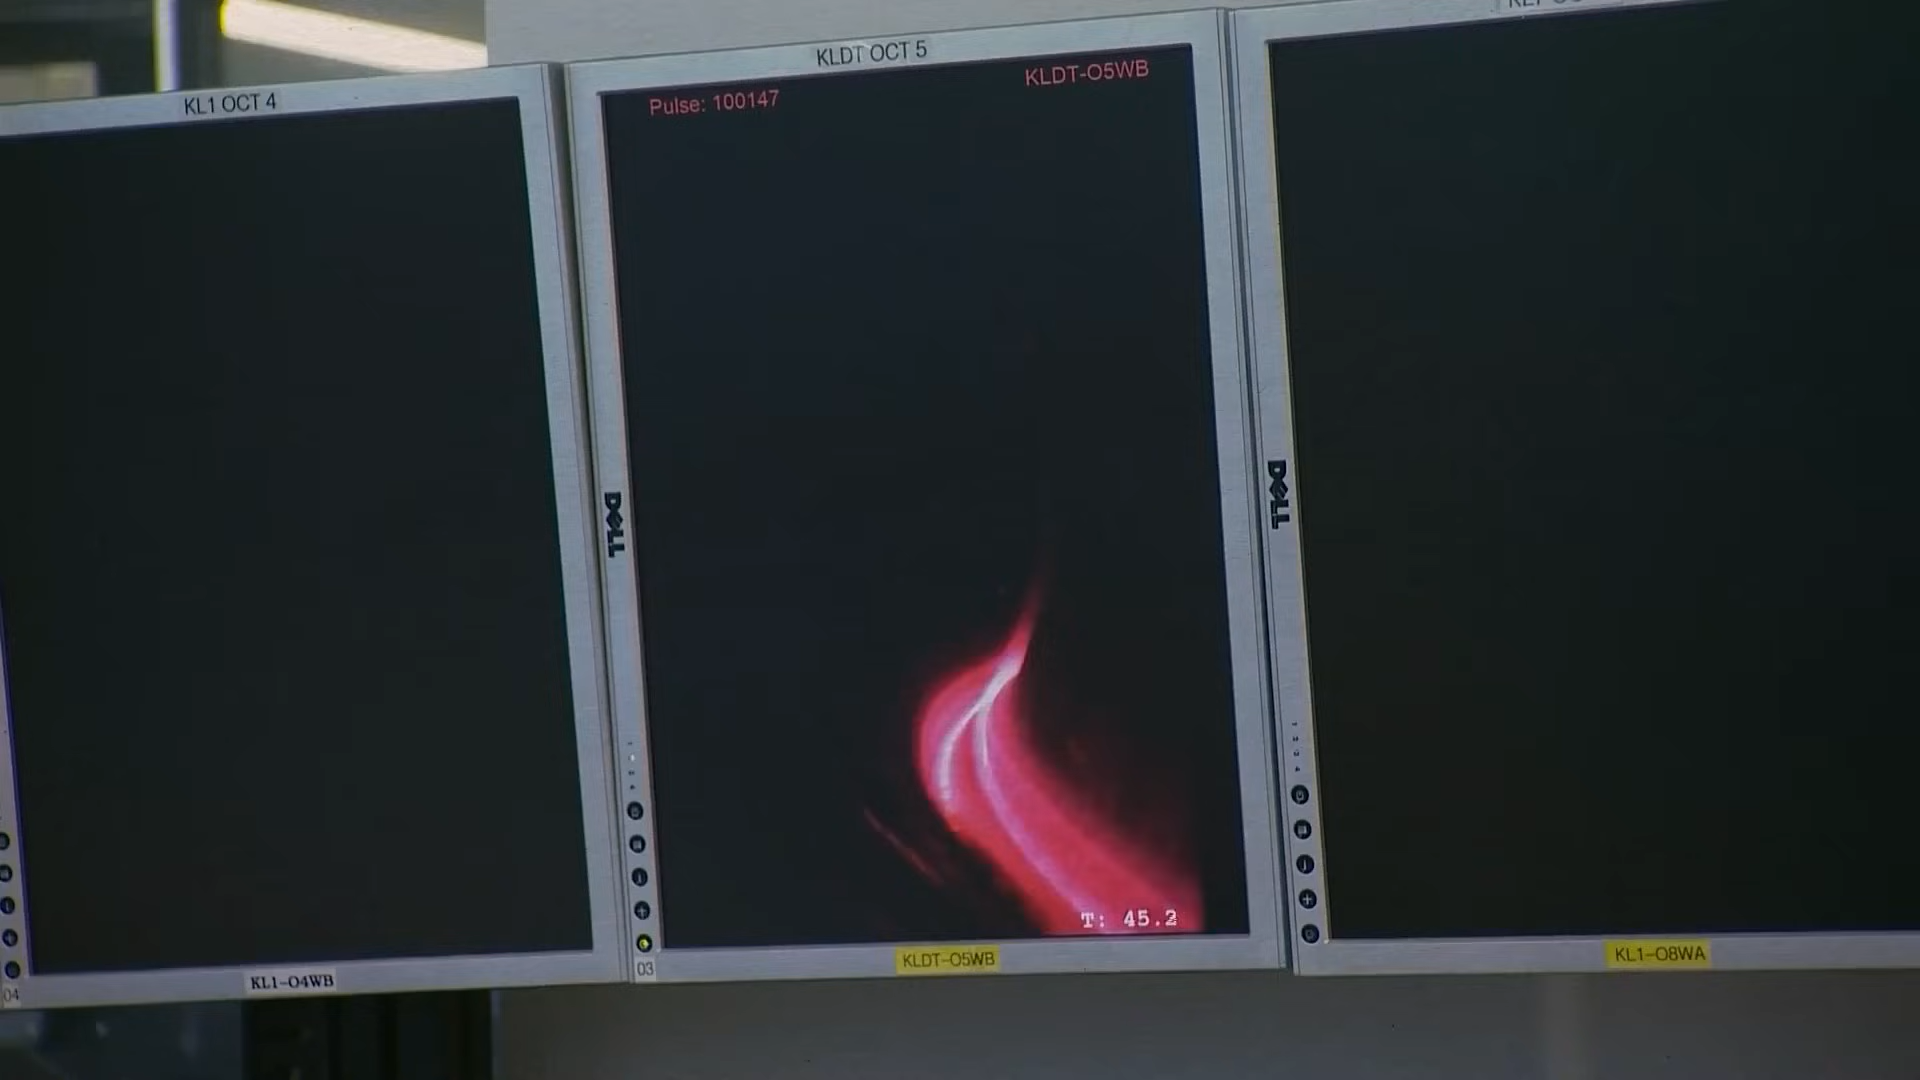 KL1 OCT 4
KLDT OCT 5
Pulse: 100147
KLDT-O5WB
DELL
DELL
T: 45.2
04
KL1-O4WB
03
KLDT-O5WB
KL1-O8WA